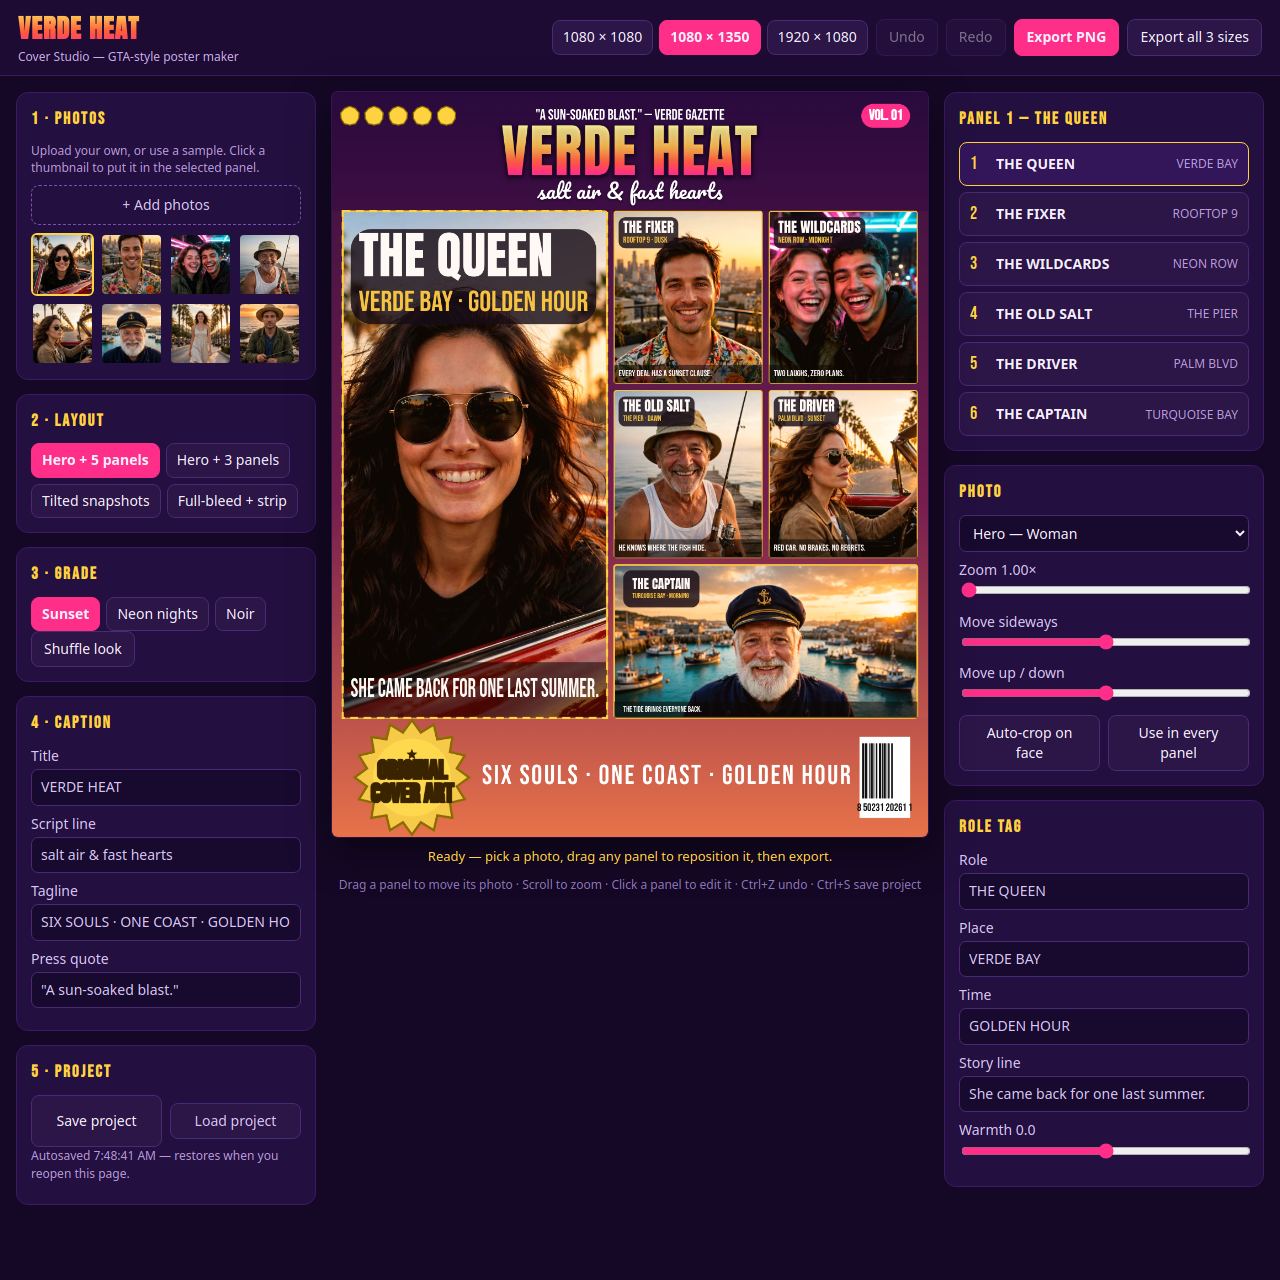 VERDE HEAT
Cover Studio — GTA-style poster maker
1080 × 1080
1080 × 1350
1920 × 1080
Undo
Redo
Export PNG
Export all 3 sizes
1 · PHOTOS
Upload your own, or use a sample. Click a
thumbnail to put it in the selected panel.
+ Add photos
2 · LAYOUT
Hero + 5 panels
Hero + 3 panels
Tilted snapshots
Full-bleed + strip
3 · GRADE
Sunset
Neon nights
Noir
Shuffle look
4 · CAPTION
Title
VERDE HEAT
Script line
salt air & fast hearts
Tagline
SIX SOULS · ONE COAST · GOLDEN HO
Press quote
"A sun-soaked blast."
5 · PROJECT
Save project
Load project
Autosaved 7:48:41 AM — restores when you
reopen this page.
"A SUN-SOAKED BLAST." — VERDE GAZETTE
VOL. 01
VERDE HEAT
salt air & fast hearts
THE QUEEN
VERDE BAY · GOLDEN HOUR
SHE CAME BACK FOR ONE LAST SUMMER.
THE FIXER
ROOFTOP 9 · DUSK
EVERY DEAL HAS A SUNSET CLAUSE.
THE WILDCARDS
NEON ROW · MIDNIGHT
TWO LAUGHS, ZERO PLANS.
THE OLD SALT
THE PIER · DAWN
HE KNOWS WHERE THE FISH HIDE.
THE DRIVER
PALM BLVD · SUNSET
RED CAR. NO BRAKES. NO REGRETS.
THE CAPTAIN
TURQUOISE BAY · MORNING
THE TIDE BRINGS EVERYONE BACK.
★
ORIGINAL
COVER ART
SIX SOULS · ONE COAST · GOLDEN HOUR
8 50231 20261 1
Ready — pick a photo, drag any panel to reposition it, then export.
Drag a panel to move its photo · Scroll to zoom · Click a panel to edit it · Ctrl+Z undo · Ctrl+S save project
PANEL 1 — THE QUEEN
1 THE QUEEN VERDE BAY
2 THE FIXER ROOFTOP 9
3 THE WILDCARDS NEON ROW
4 THE OLD SALT THE PIER
5 THE DRIVER PALM BLVD
6 THE CAPTAIN TURQUOISE BAY
PHOTO
Hero — Woman
Zoom 1.00×
Move sideways
Move up / down
Auto-crop on
face
Use in every
panel
ROLE TAG
Role
THE QUEEN
Place
VERDE BAY
Time
GOLDEN HOUR
Story line
She came back for one last summer.
Warmth 0.0